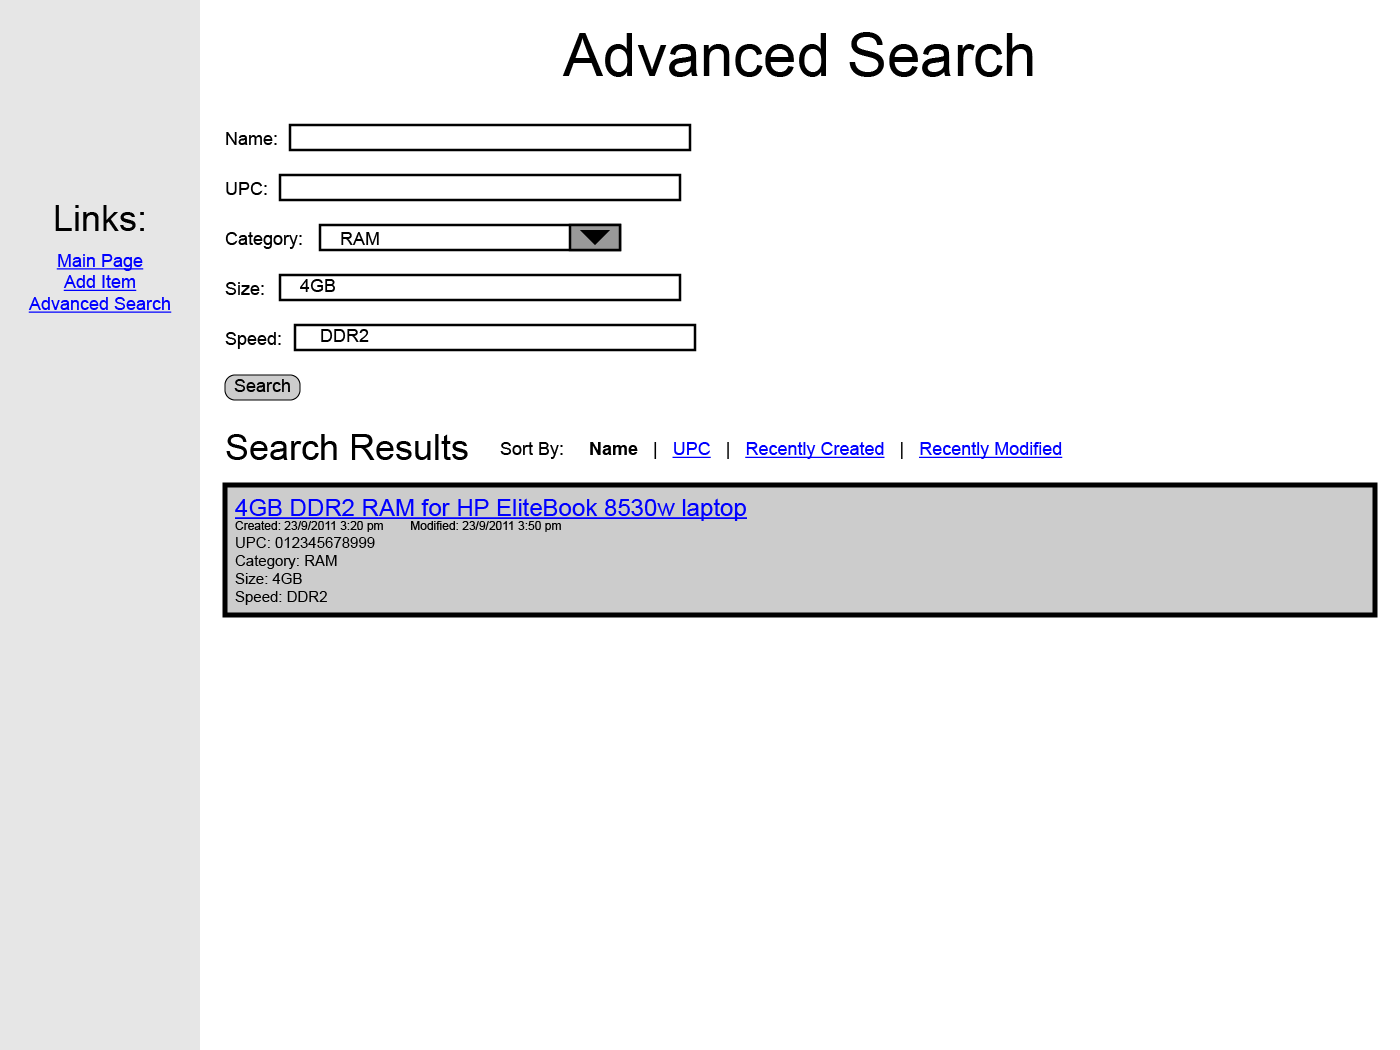 Advanced Search
Links:
Main Page
Add Item
Advanced Search
Name:
UPC:
Category: RAM
Size: 4GB
Speed: DDR2
Search
Search Results Sort By: Name | UPC | Recently Created | Recently Modified
4GB DDR2 RAM for HP EliteBook 8530w laptop
Created: 23/9/2011 3:20 pm Modified: 23/9/2011 3:50 pm
UPC: 012345678999
Category: RAM
Size: 4GB
Speed: DDR2